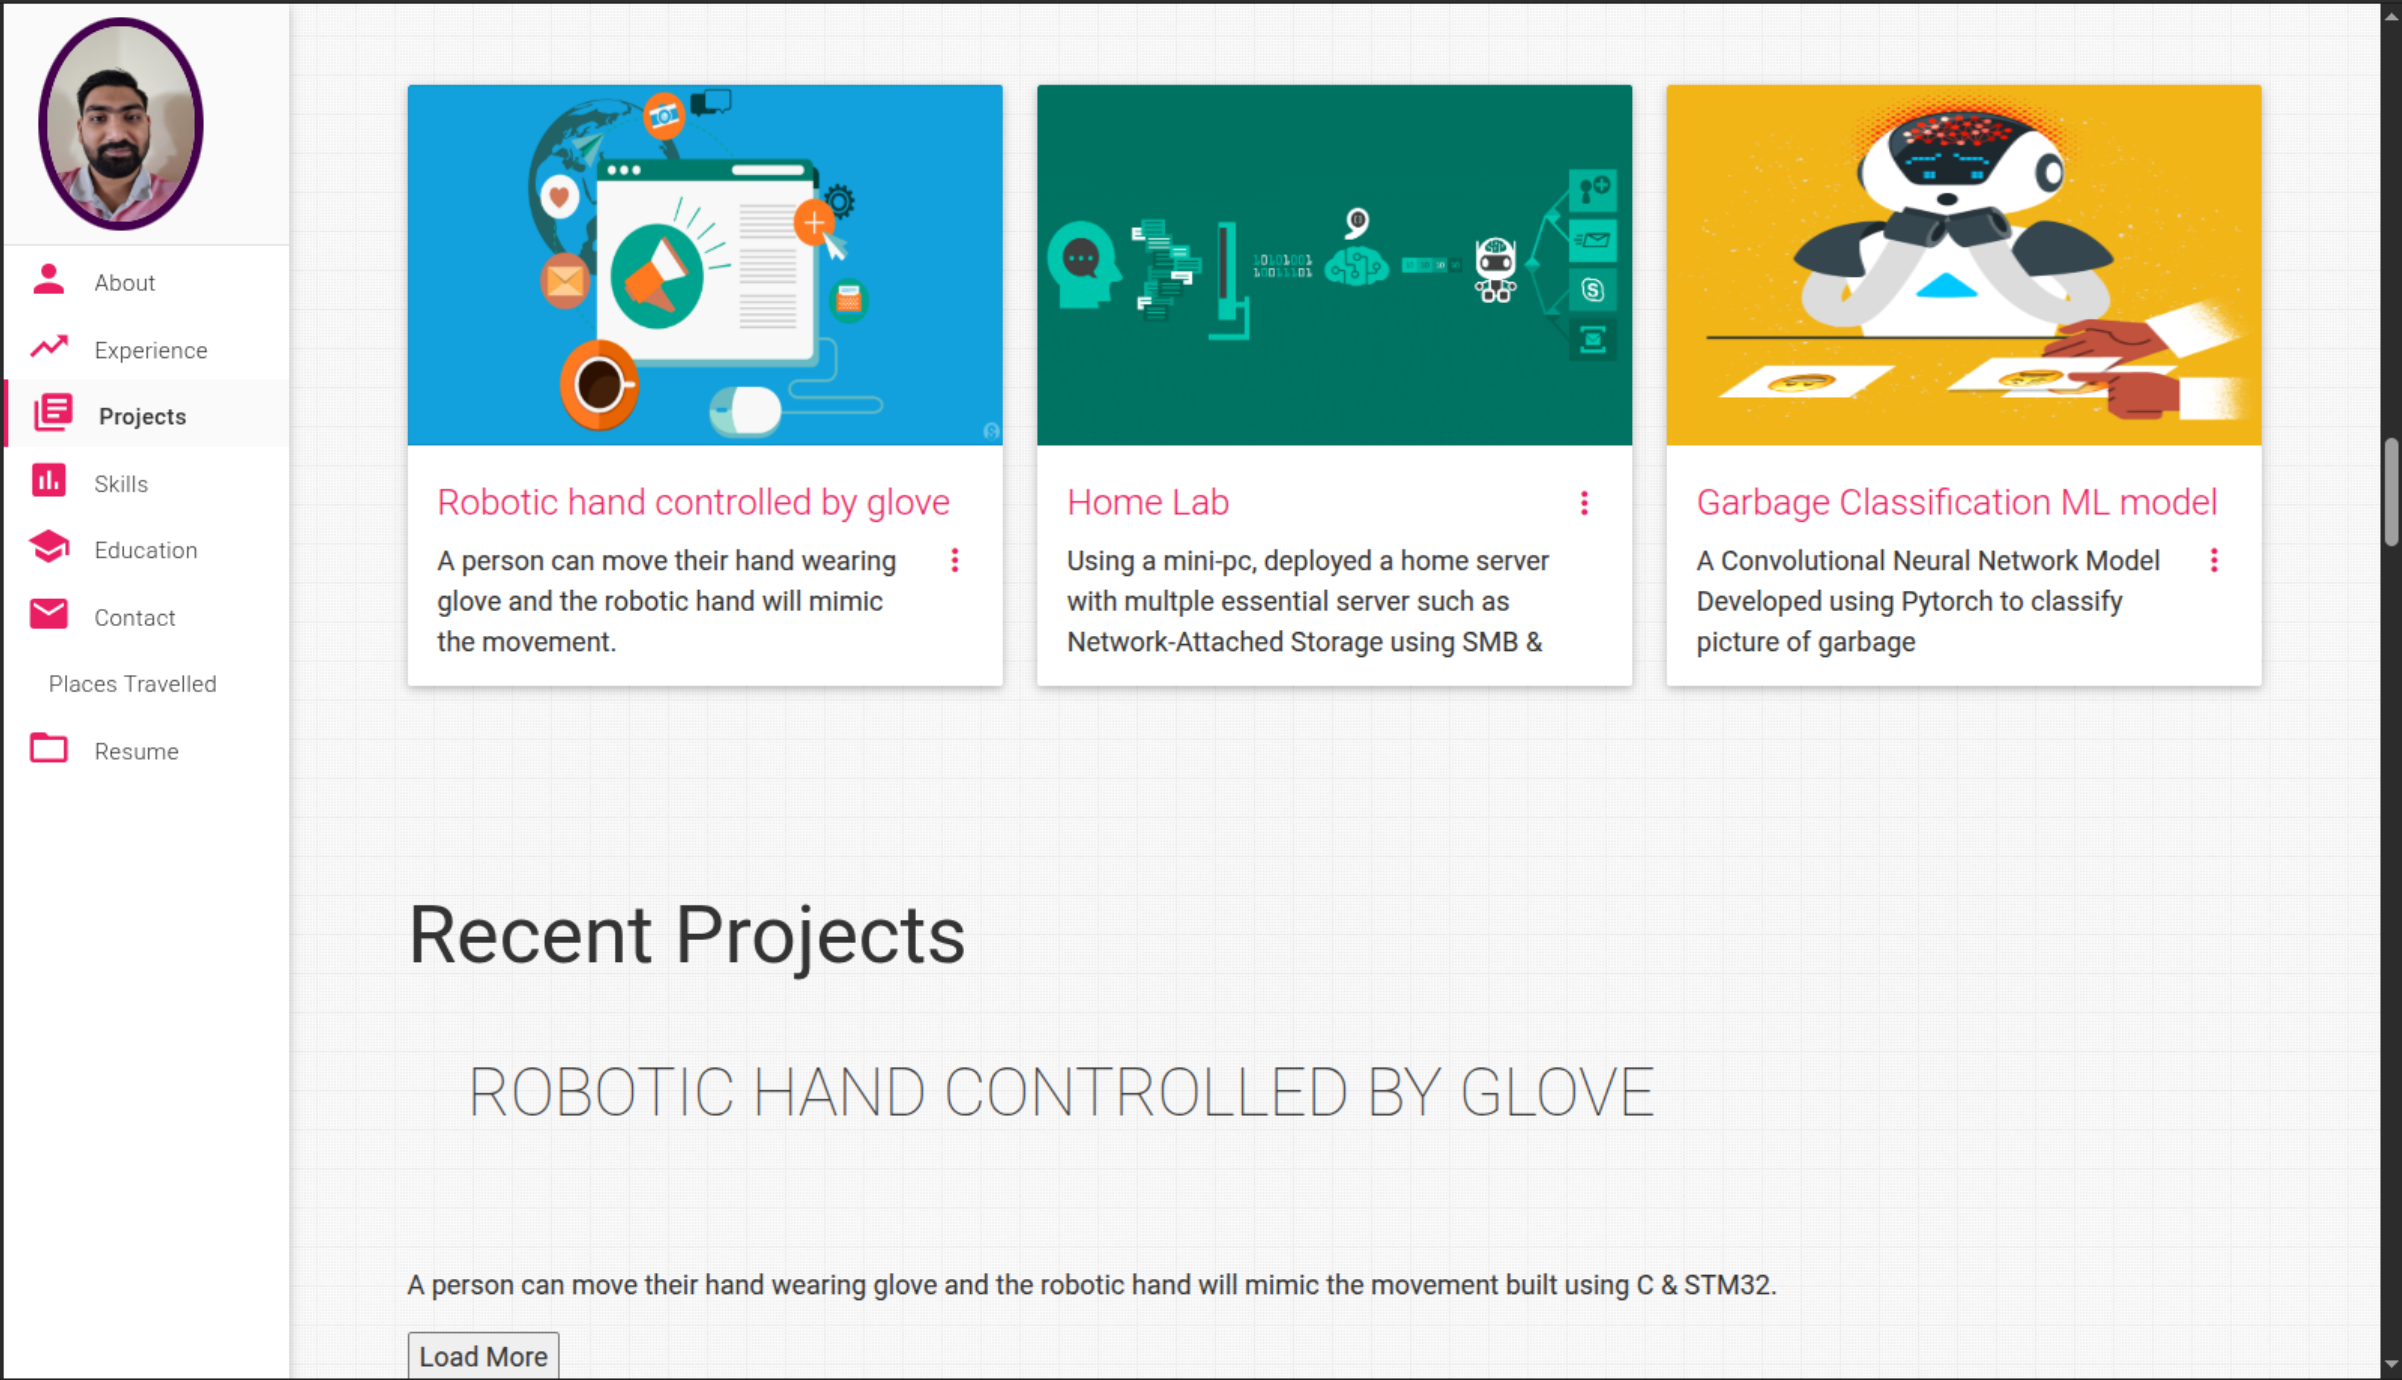 About
Experience
Projects
Skills
Education
Contact
Places Travelled
Resume
10101001
10011101
Robotic hand controlled by glove
A person can move their hand wearing
glove and the robotic hand will mimic
the movement.
Home Lab
Using a mini-pc, deployed a home server
with multple essential server such as
Network-Attached Storage using SMB &
Garbage Classification ML model
A Convolutional Neural Network Model
Developed using Pytorch to classify
picture of garbage
Recent Projects
ROBOTIC HAND CONTROLLED BY GLOVE
A person can move their hand wearing glove and the robotic hand will mimic the movement built using C & STM32.
Load More